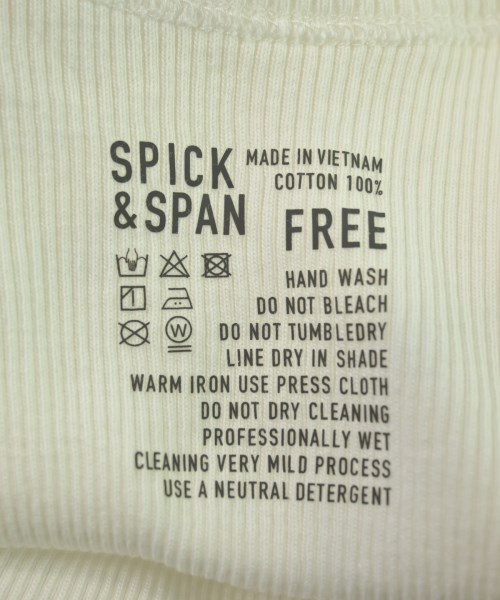 SPICK
& SPAN
MADE IN VIETNAM
COTTON 100%
FREE
HAND WASH
DO NOT BLEACH
DO NOT TUMBLEDRY
LINE DRY IN SHADE
WARM IRON USE PRESS CLOTH
DO NOT DRY CLEANING
PROFESSIONALLY WET
CLEANING VERY MILD PROCESS
USE A NEUTRAL DETERGENT
W